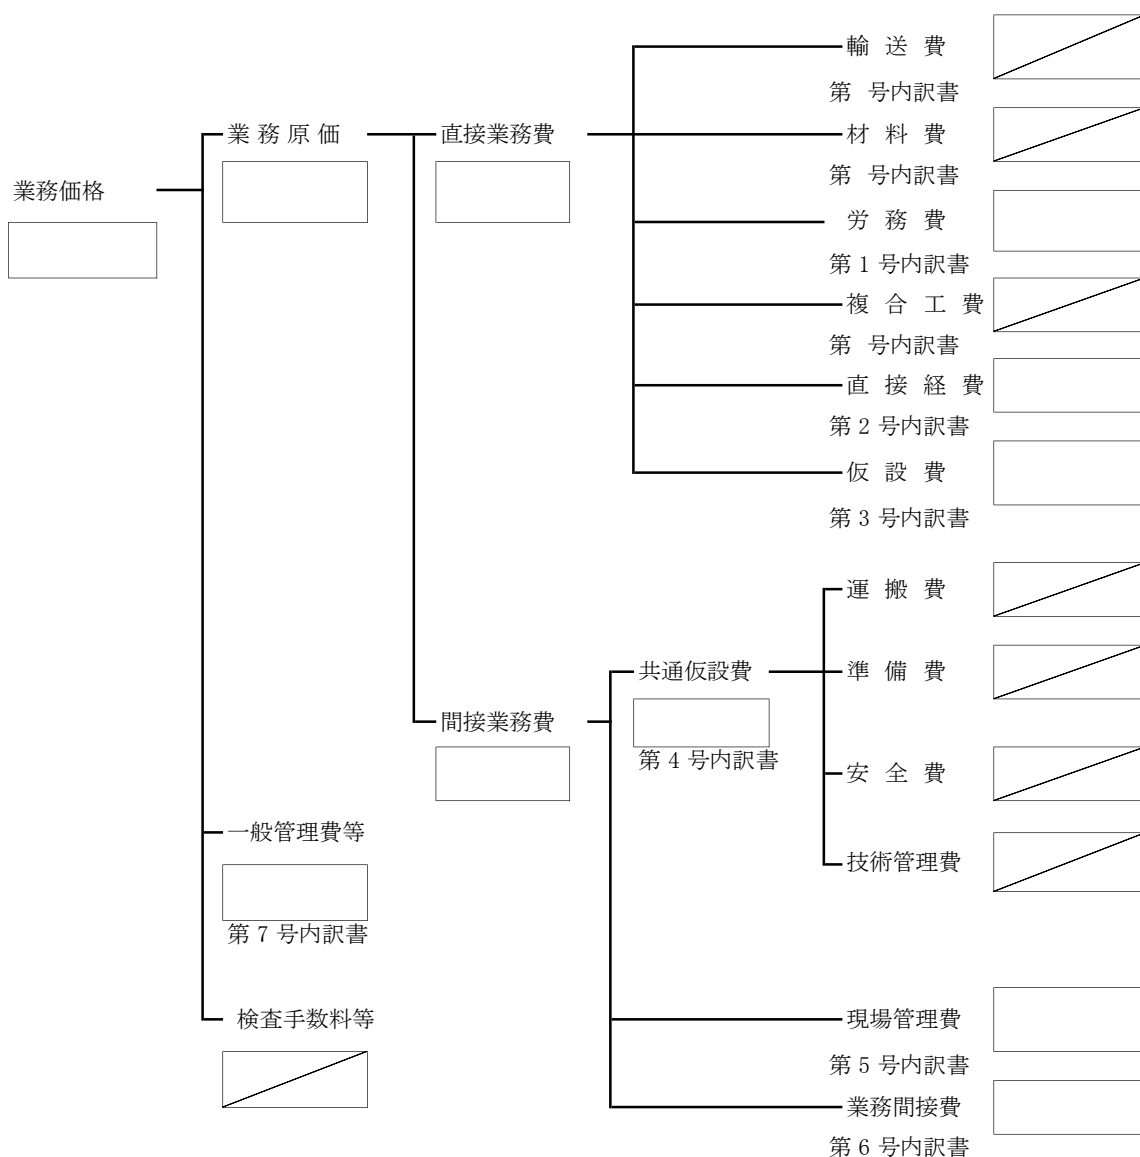 輸送費
第 号内訳書
業務原価 直接業務費 材料費
業務価格
第 号内訳書
労務費
第1号内訳書
複合工費
第 号内訳書
直接経費
第2号内訳書
仮設費
第3号内訳書
運搬費
共通仮設費 準備費
間接業務費
第4号内訳書
安全費
一般管理費等
技術管理費
第7号内訳書
検査手数料等 現場管理費
第5号内訳書
業務間接費
第6号内訳書